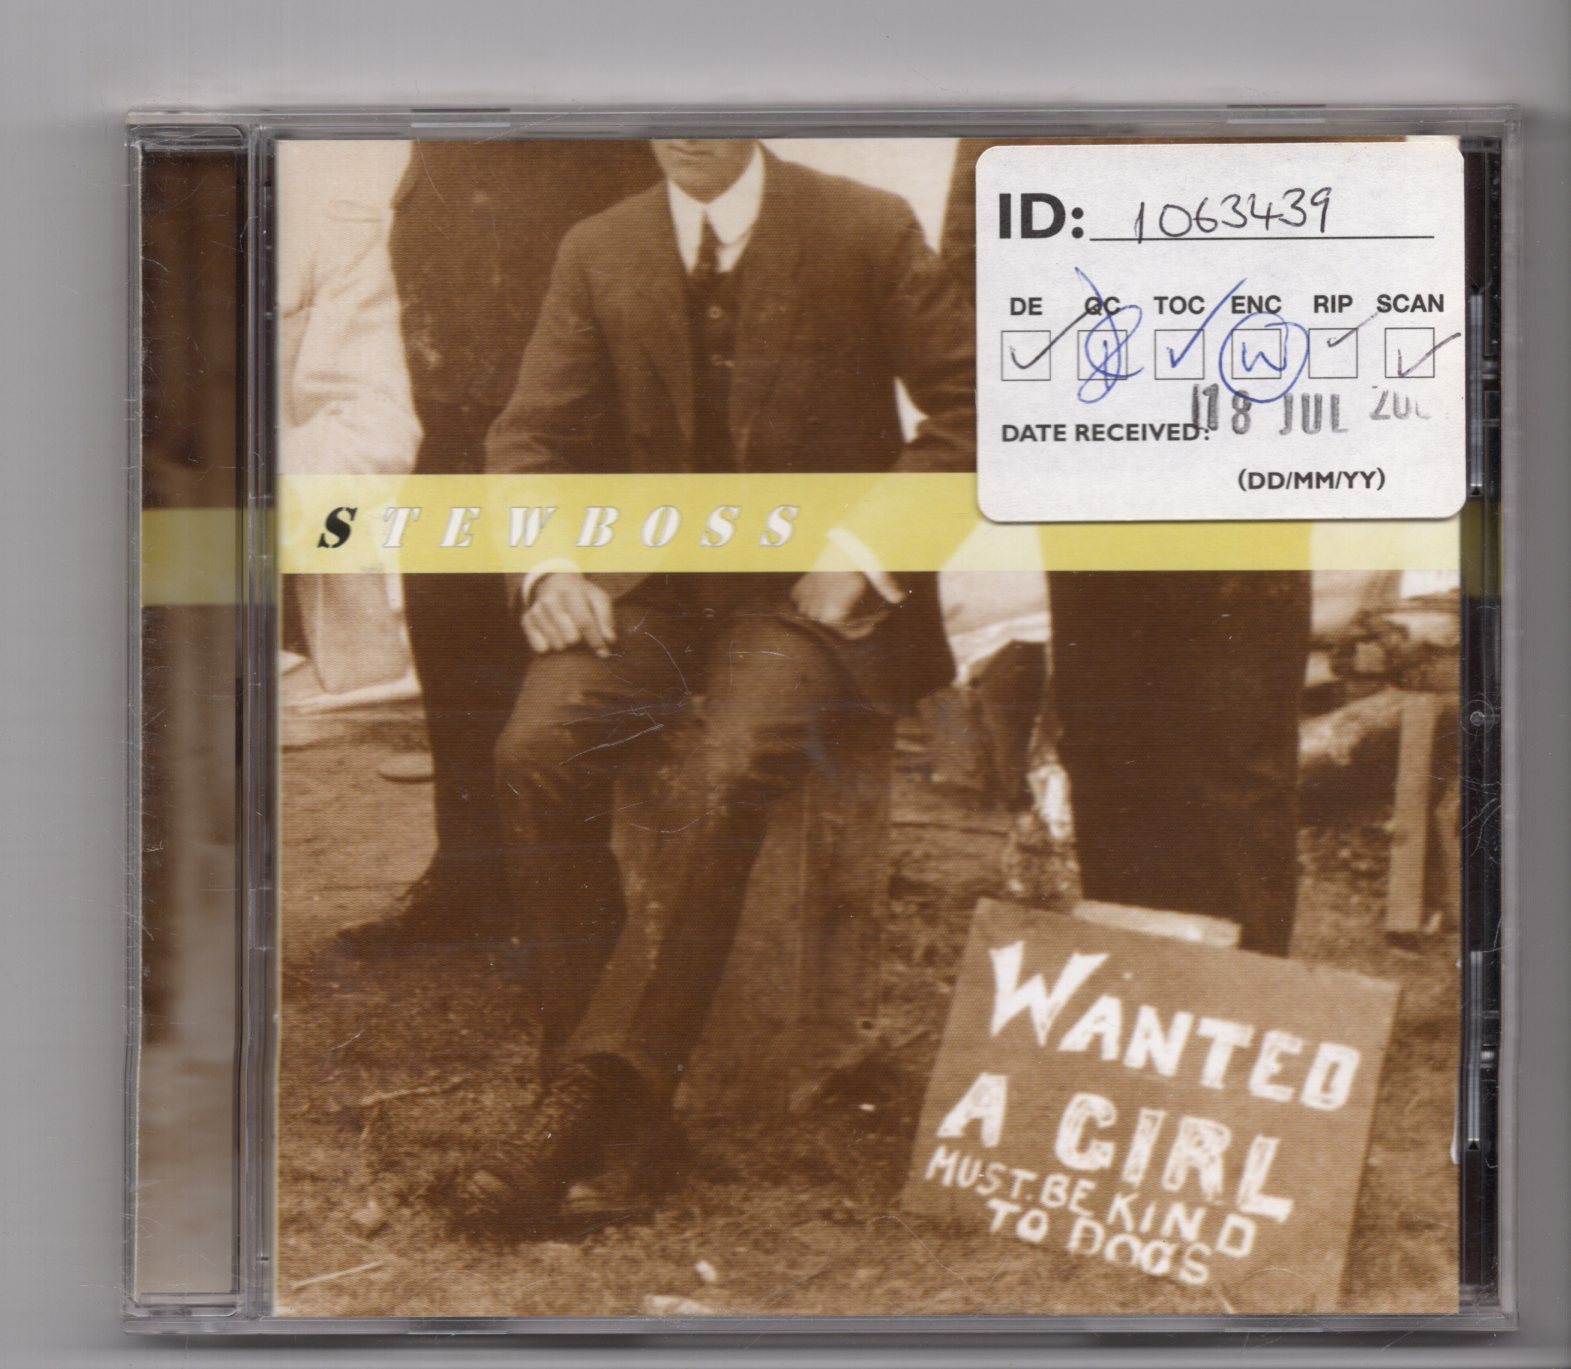 ID: 1063439
DE QC TOC ENC RIP SCAN
W
18 JUL
DATE RECEIVED:
(DD/MM/YY)
STEWBOSS
WANTED
A GIRL
MUST BE KIND
TO DOGS